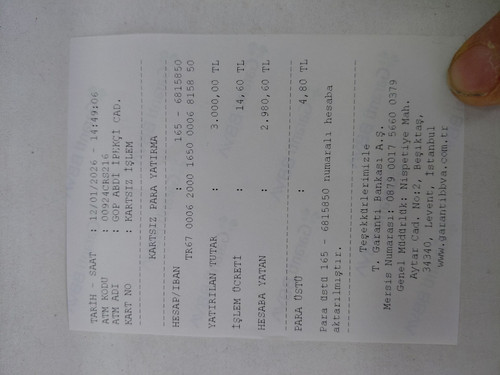 TARİH - SAAT : 12/01/2026 - 14:49:06
ATM KODU : 00924CRS216
ATM ADI : GOP ABDI İPEKÇİ CAD.
KART NO : KARTSIZ İŞLEM
KARTSIZ PARA YATIRMA
HESAP/IBAN : 165 - 6815850
TR67 0006 2000 1650 0006 8158 50
YATIRILAN TUTAR : 3.000,00 TL
İŞLEM ÜCRETİ : 14,60 TL
HESABA YATAN : 2.980,60 TL
PARA ÜSTÜ : 4,80 TL
Para üstü 165 - 6815850 numaralı hesaba
aktarılmıştır.
Teşekkürlerimizle
T. Garanti Bankası A.Ş.
Mersis Numarası: 0879 0017 5660 0379
Genel Müdürlük: Nispetiye Mah.
Aytar Cad. No:2, Beşiktaş,
34340, Levent, İstanbul
www.garantibbva.com.tr